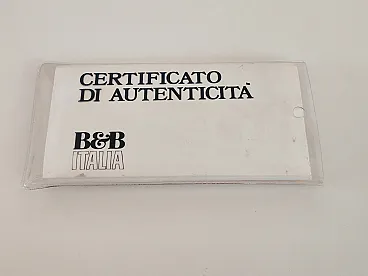 CERTIFICATO
DI AUTENTICITÀ
B&B
ITALIA